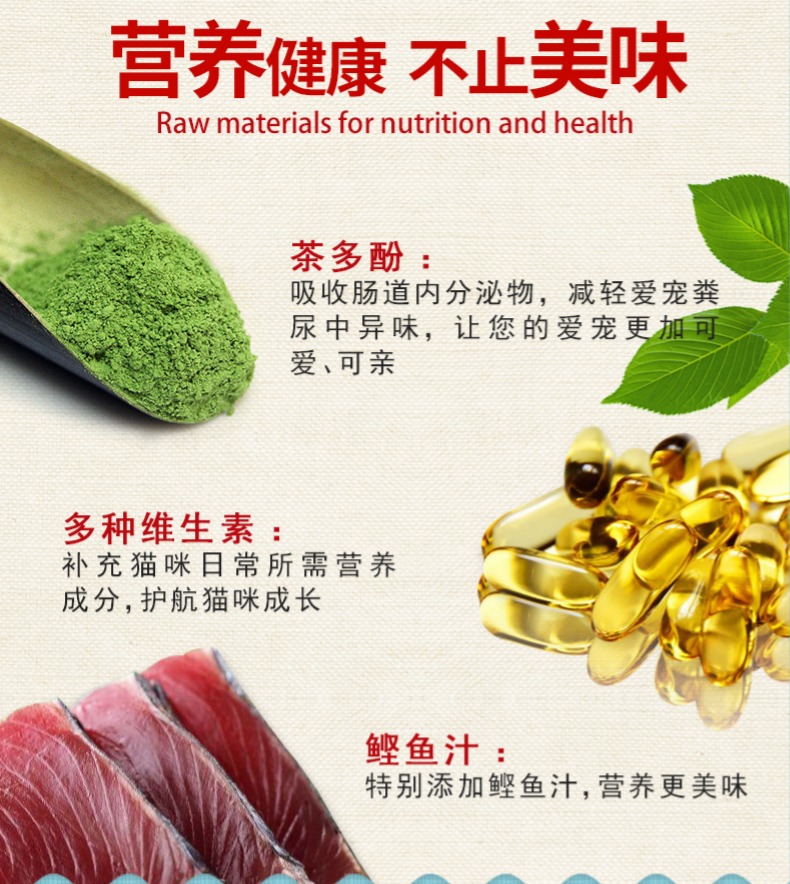 营养健康 不止美味
Raw materials for nutrition and health
茶多酚：
吸收肠道内分泌物，减轻爱宠粪
尿中异味，让您的爱宠更加可
爱、可亲
多种维生素：
补充猫咪日常所需营养
成分,护航猫咪成长
鲣鱼汁：
特别添加鲣鱼汁,营养更美味